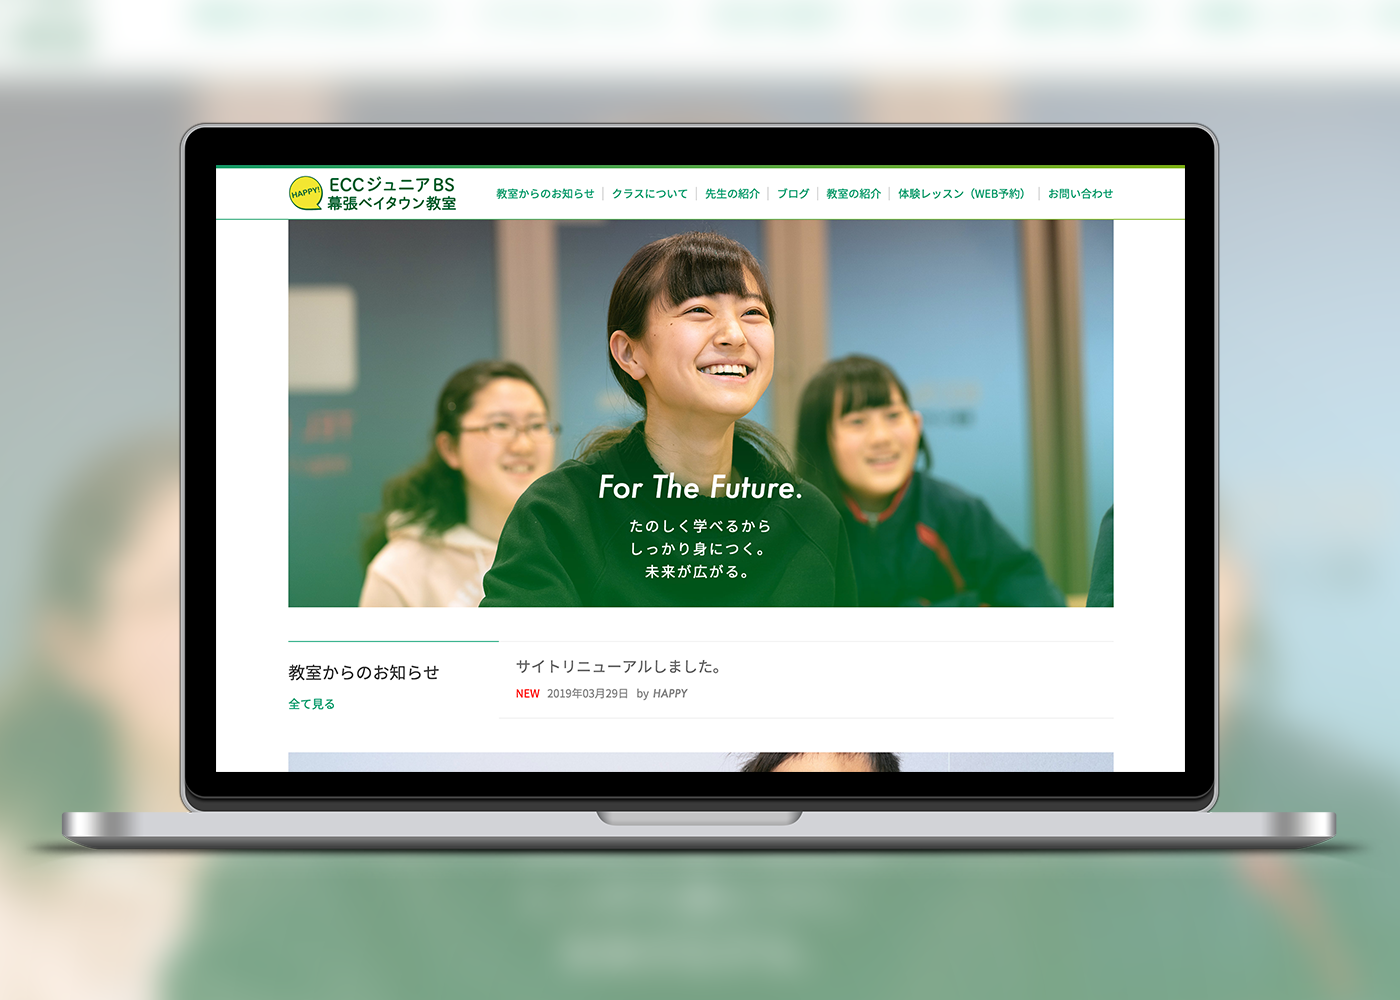 HAPPY!
ECCジュニアBS
幕張ベイタウン教室
教室からのお知らせ
クラスについて
先生の紹介
ブログ
教室の紹介
体験レッスン（WEB予約）
お問い合わせ
For The Future.
たのしく学べるから
しっかり身につく。
未来が広がる。
教室からのお知らせ
全て見る
サイトリニューアルしました。
NEW 2019年03月29日 by HAPPY